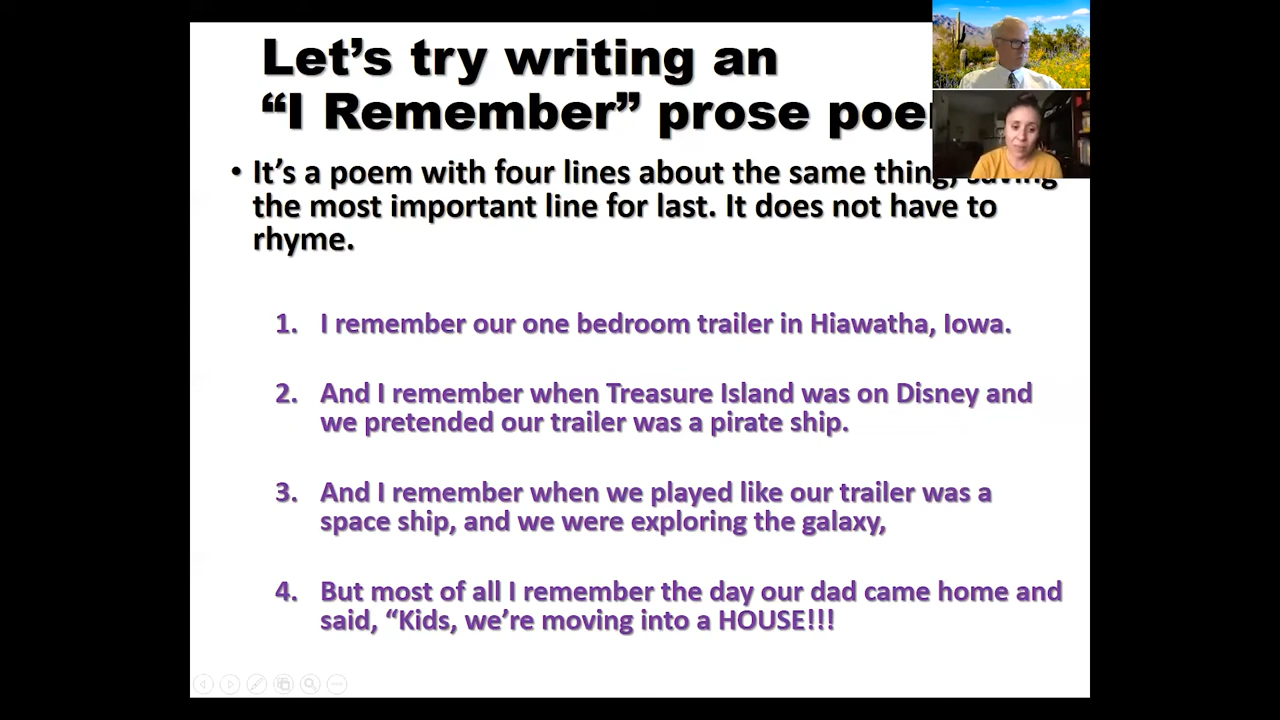 Let's try writing an
“I Remember” prose
• It's a poem with four lines about the same thing,
the most important line for last. It does not have to
rhyme.
1. I remember our one bedroom trailer in Hiawatha, Iowa.
2. And I remember when Treasure Island was on Disney and
we pretended our trailer was a pirate ship.
3. And I remember when we played like our trailer was a
space ship, and we were exploring the galaxy,
4. But most of all I remember the day our dad came home and
said, “Kids, we're moving into a HOUSE!!!